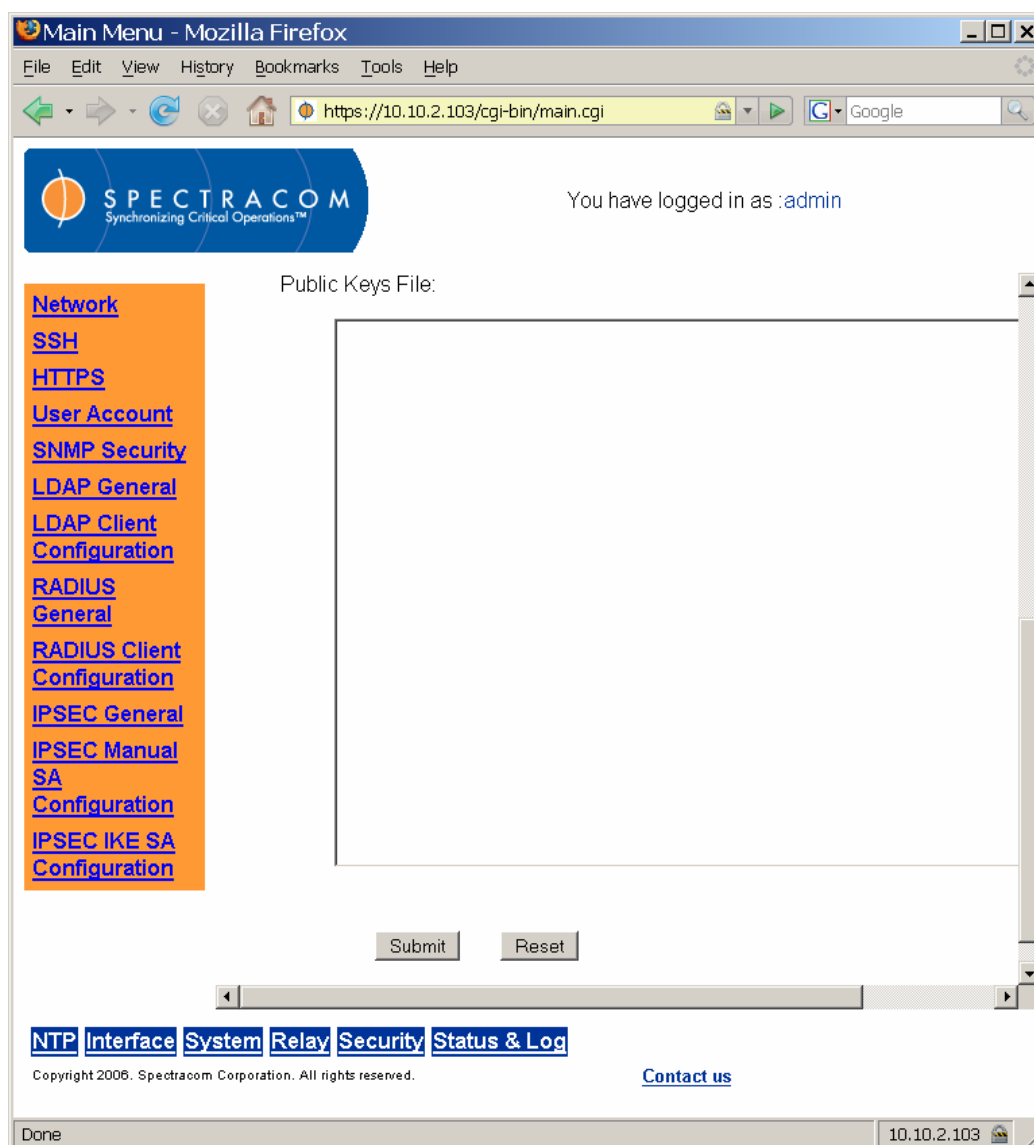 Main Menu - Mozilla Firefox
File Edit View History Bookmarks Tools Help
https://10.10.2.103/cgi-bin/main.cgi
G Google
SPECTRACOM
Synchronizing Critical Operations™
You have logged in as :admin
Public Keys File:
Network
SSH
HTTPS
User Account
SNMP Security
LDAP General
LDAP Client
Configuration
RADIUS
General
RADIUS Client
Configuration
IPSEC General
IPSEC Manual
SA
Configuration
IPSEC IKE SA
Configuration
Submit Reset
NTP Interface System Relay Security Status & Log
Copyright 2006. Spectracom Corporation. All rights reserved.
Contact us
Done
10.10.2.103